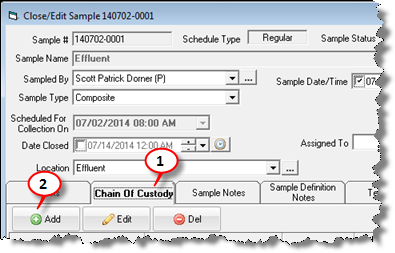 Close/Edit Sample 140702-0001
Sample # 140702-0001 Schedule Type Regular Sample Status
Sample Name Effluent
Sampled By Scott Patrick Dorner (P) ... Sample Date/Time 07
Sample Type Composite
Scheduled For
Collection On 07/02/2014 08:00 AM
Date Closed 07/14/2014 12:00 AM Assigned To
Location Effluent ...
1
Chain Of Custody Sample Notes Sample Definition
Notes
2
Add Edit Del